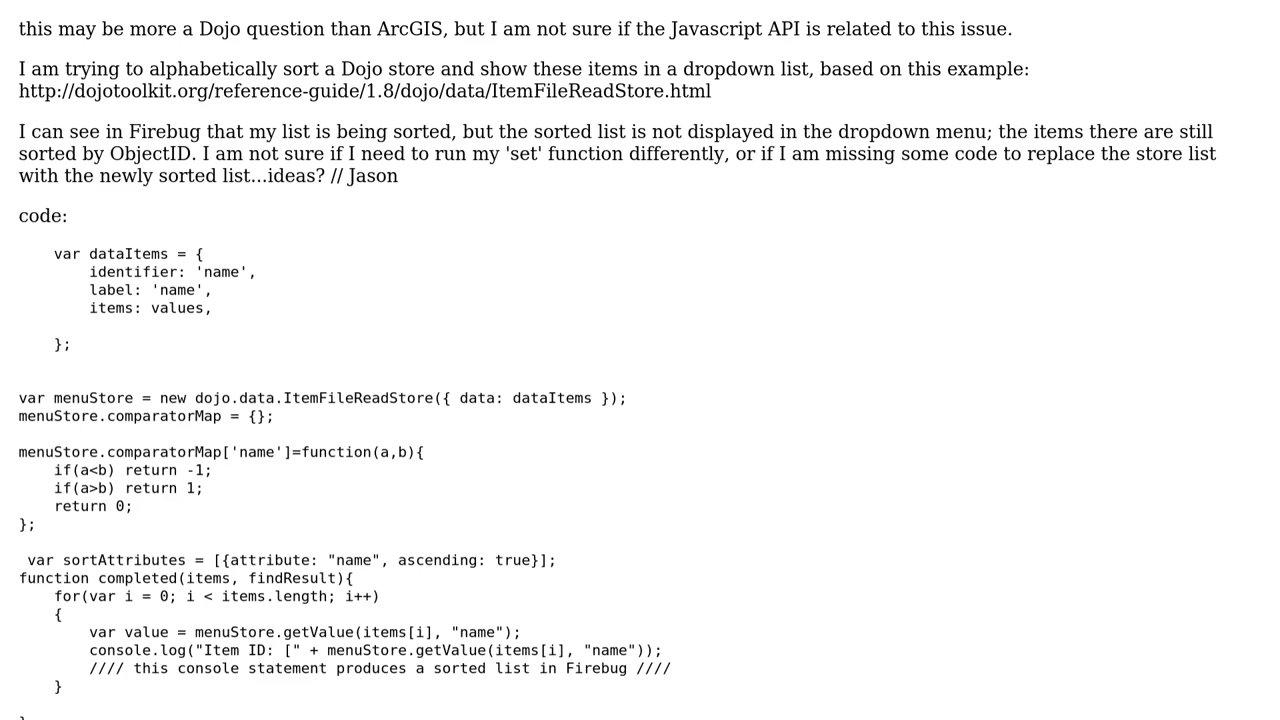 this may be more a Dojo question than ArcGIS, but I am not sure if the Javascript API is related to this issue.
I am trying to alphabetically sort a Dojo store and show these items in a dropdown list, based on this example:
http://dojotoolkit.org/reference-guide/1.8/dojo/data/ItemFileReadStore.html
I can see in Firebug that my list is being sorted, but the sorted list is not displayed in the dropdown menu; the items there are still
sorted by ObjectID. I am not sure if I need to run my 'set' function differently, or if I am missing some code to replace the store list
with the newly sorted list...ideas? // Jason
code:
    var dataItems = {
        identifier: 'name',
        label: 'name',
        items: values,
    };
var menuStore = new dojo.data.ItemFileReadStore({ data: dataItems });
menuStore.comparatorMap = {};
menuStore.comparatorMap['name']=function(a,b){
    if(a<b) return -1;
    if(a>b) return 1;
    return 0;
};
 var sortAttributes = [{attribute: "name", ascending: true}];
function completed(items, findResult){
    for(var i = 0; i < items.length; i++)
    {
        var value = menuStore.getValue(items[i], "name");
        console.log("Item ID: [" + menuStore.getValue(items[i], "name"));
        //// this console statement produces a sorted list in Firebug ////
    }